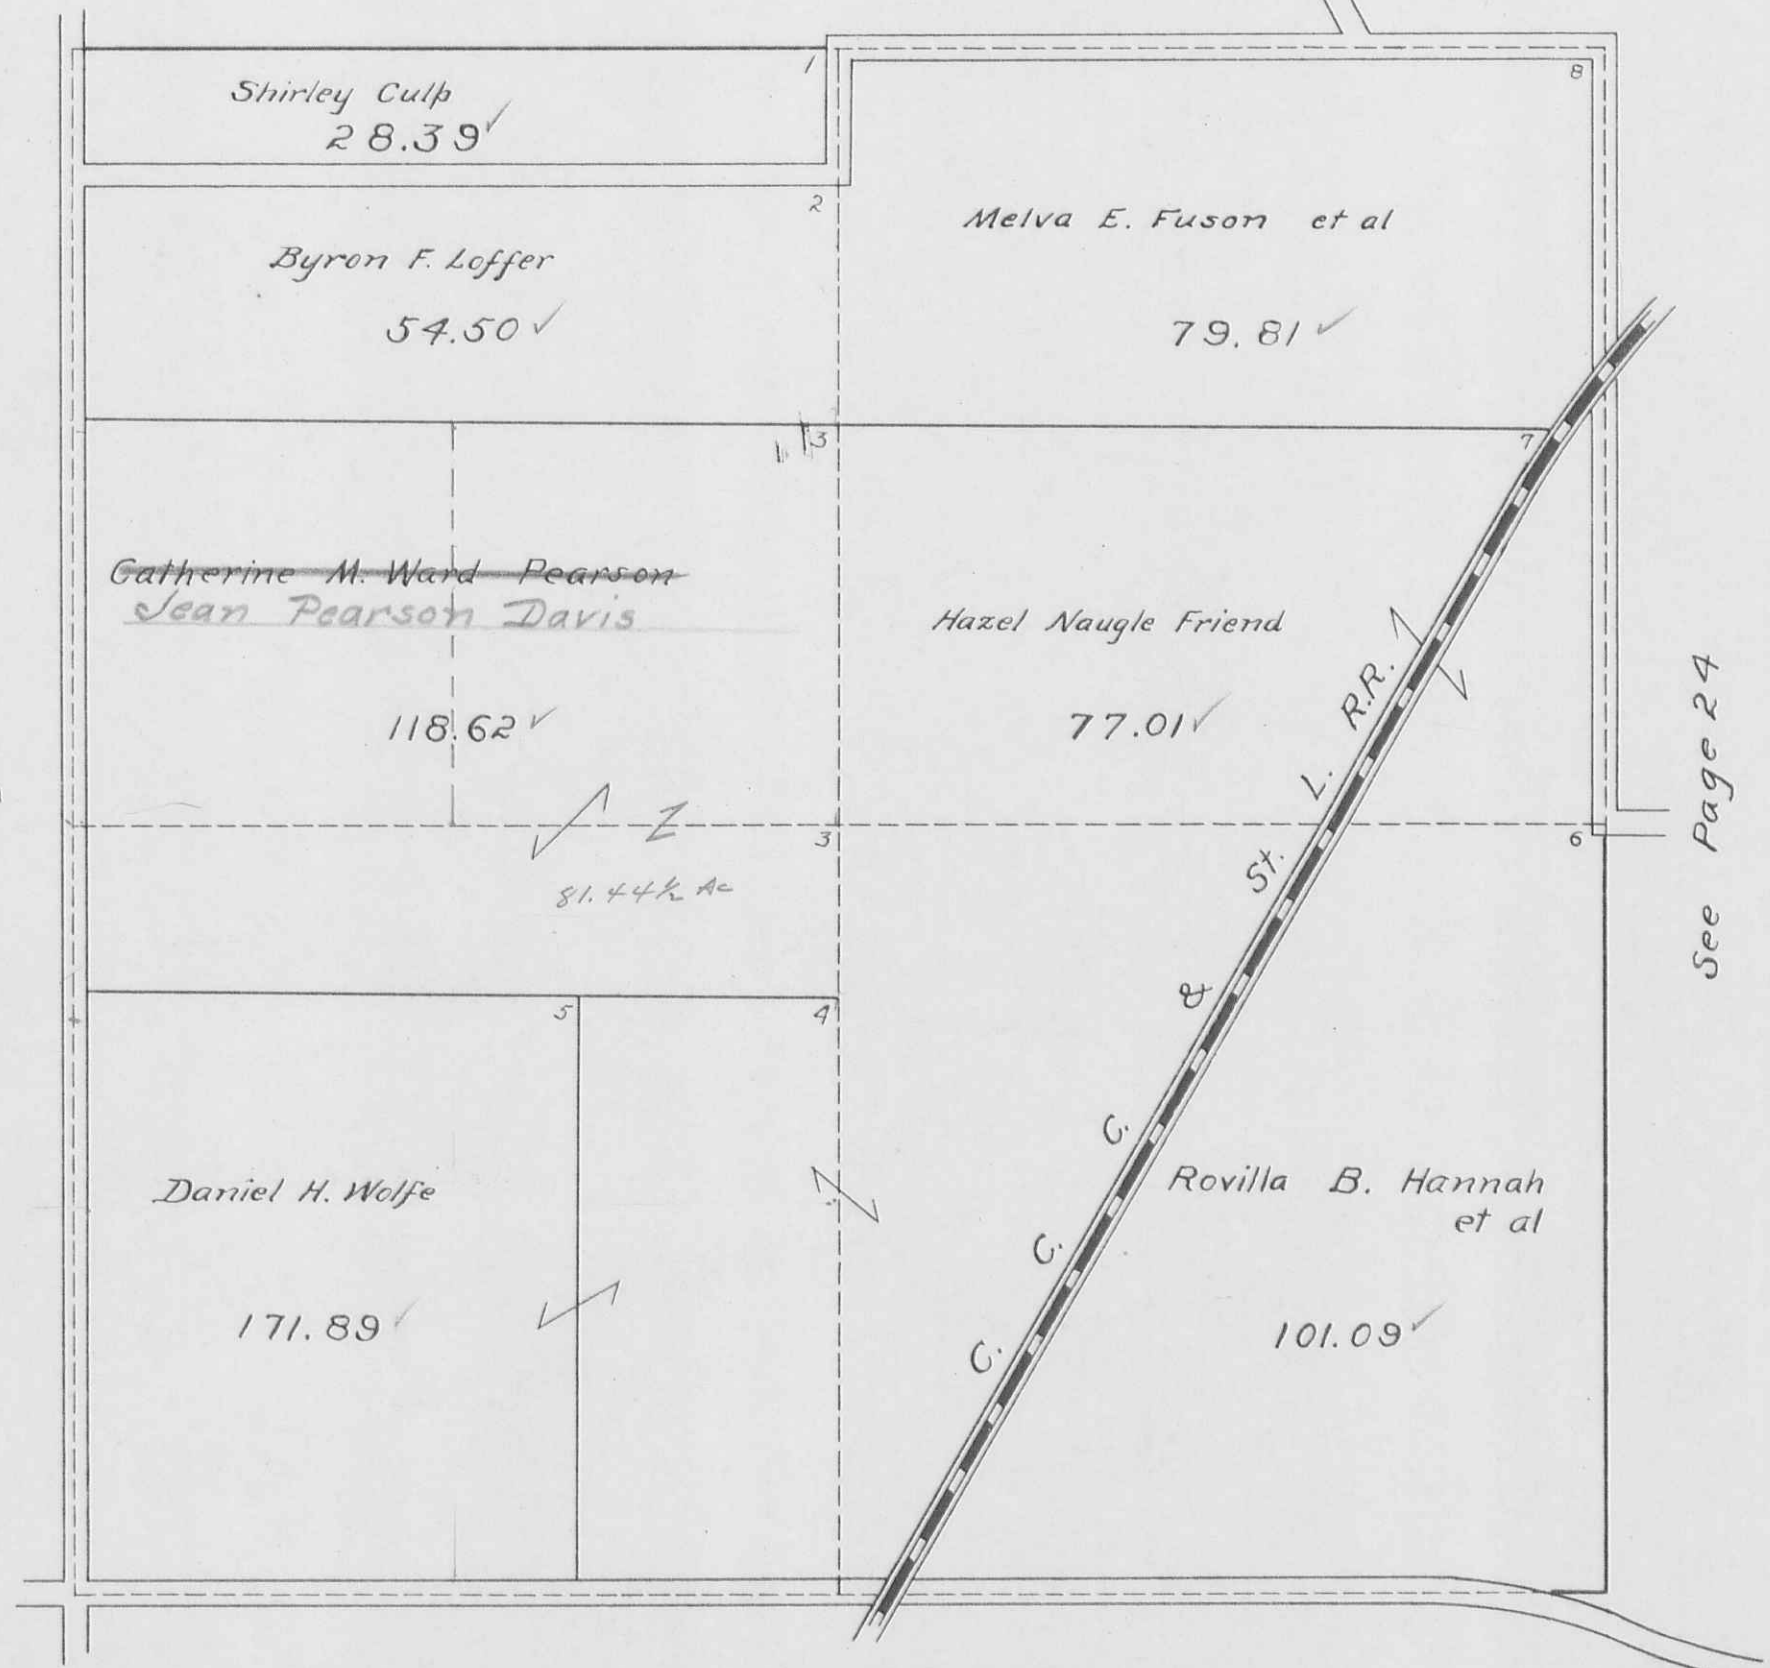 1
8
Shirley Culp
28.39✓
2
Melva E. Fuson et al
79.81✓
Byron F. Loffer
54.50✓
3
7
Catherine M. Ward Pearson
Jean Pearson Davis
118.62✓
Hazel Naugle Friend
77.01✓
C. C. C. & St. L. R.R.
See Page 24
3
6
81.44½ Ac
5
4
Daniel H. Wolfe
171.89✓
Rovilla B. Hannah
et al
101.09✓